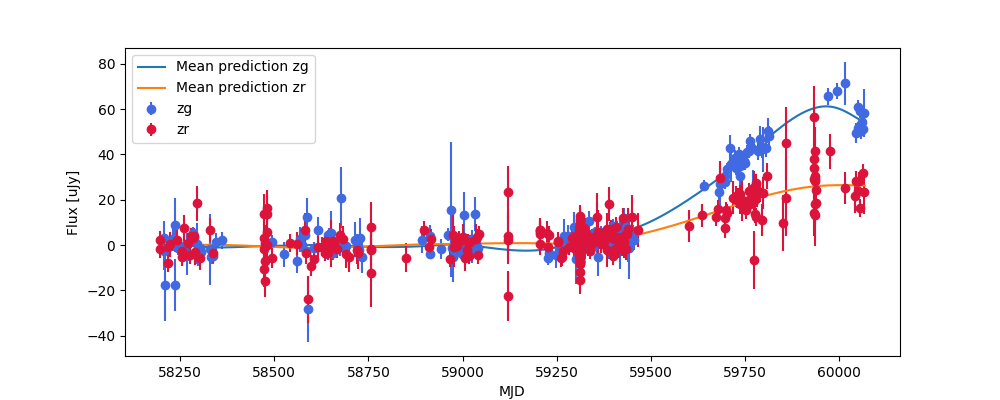 Mean prediction zg
Mean prediction zr
zg
zr
Flux [uJy]
80
60
40
20
0
−20
−40
58250
58500
58750
59000
59250
59500
59750
60000
MJD